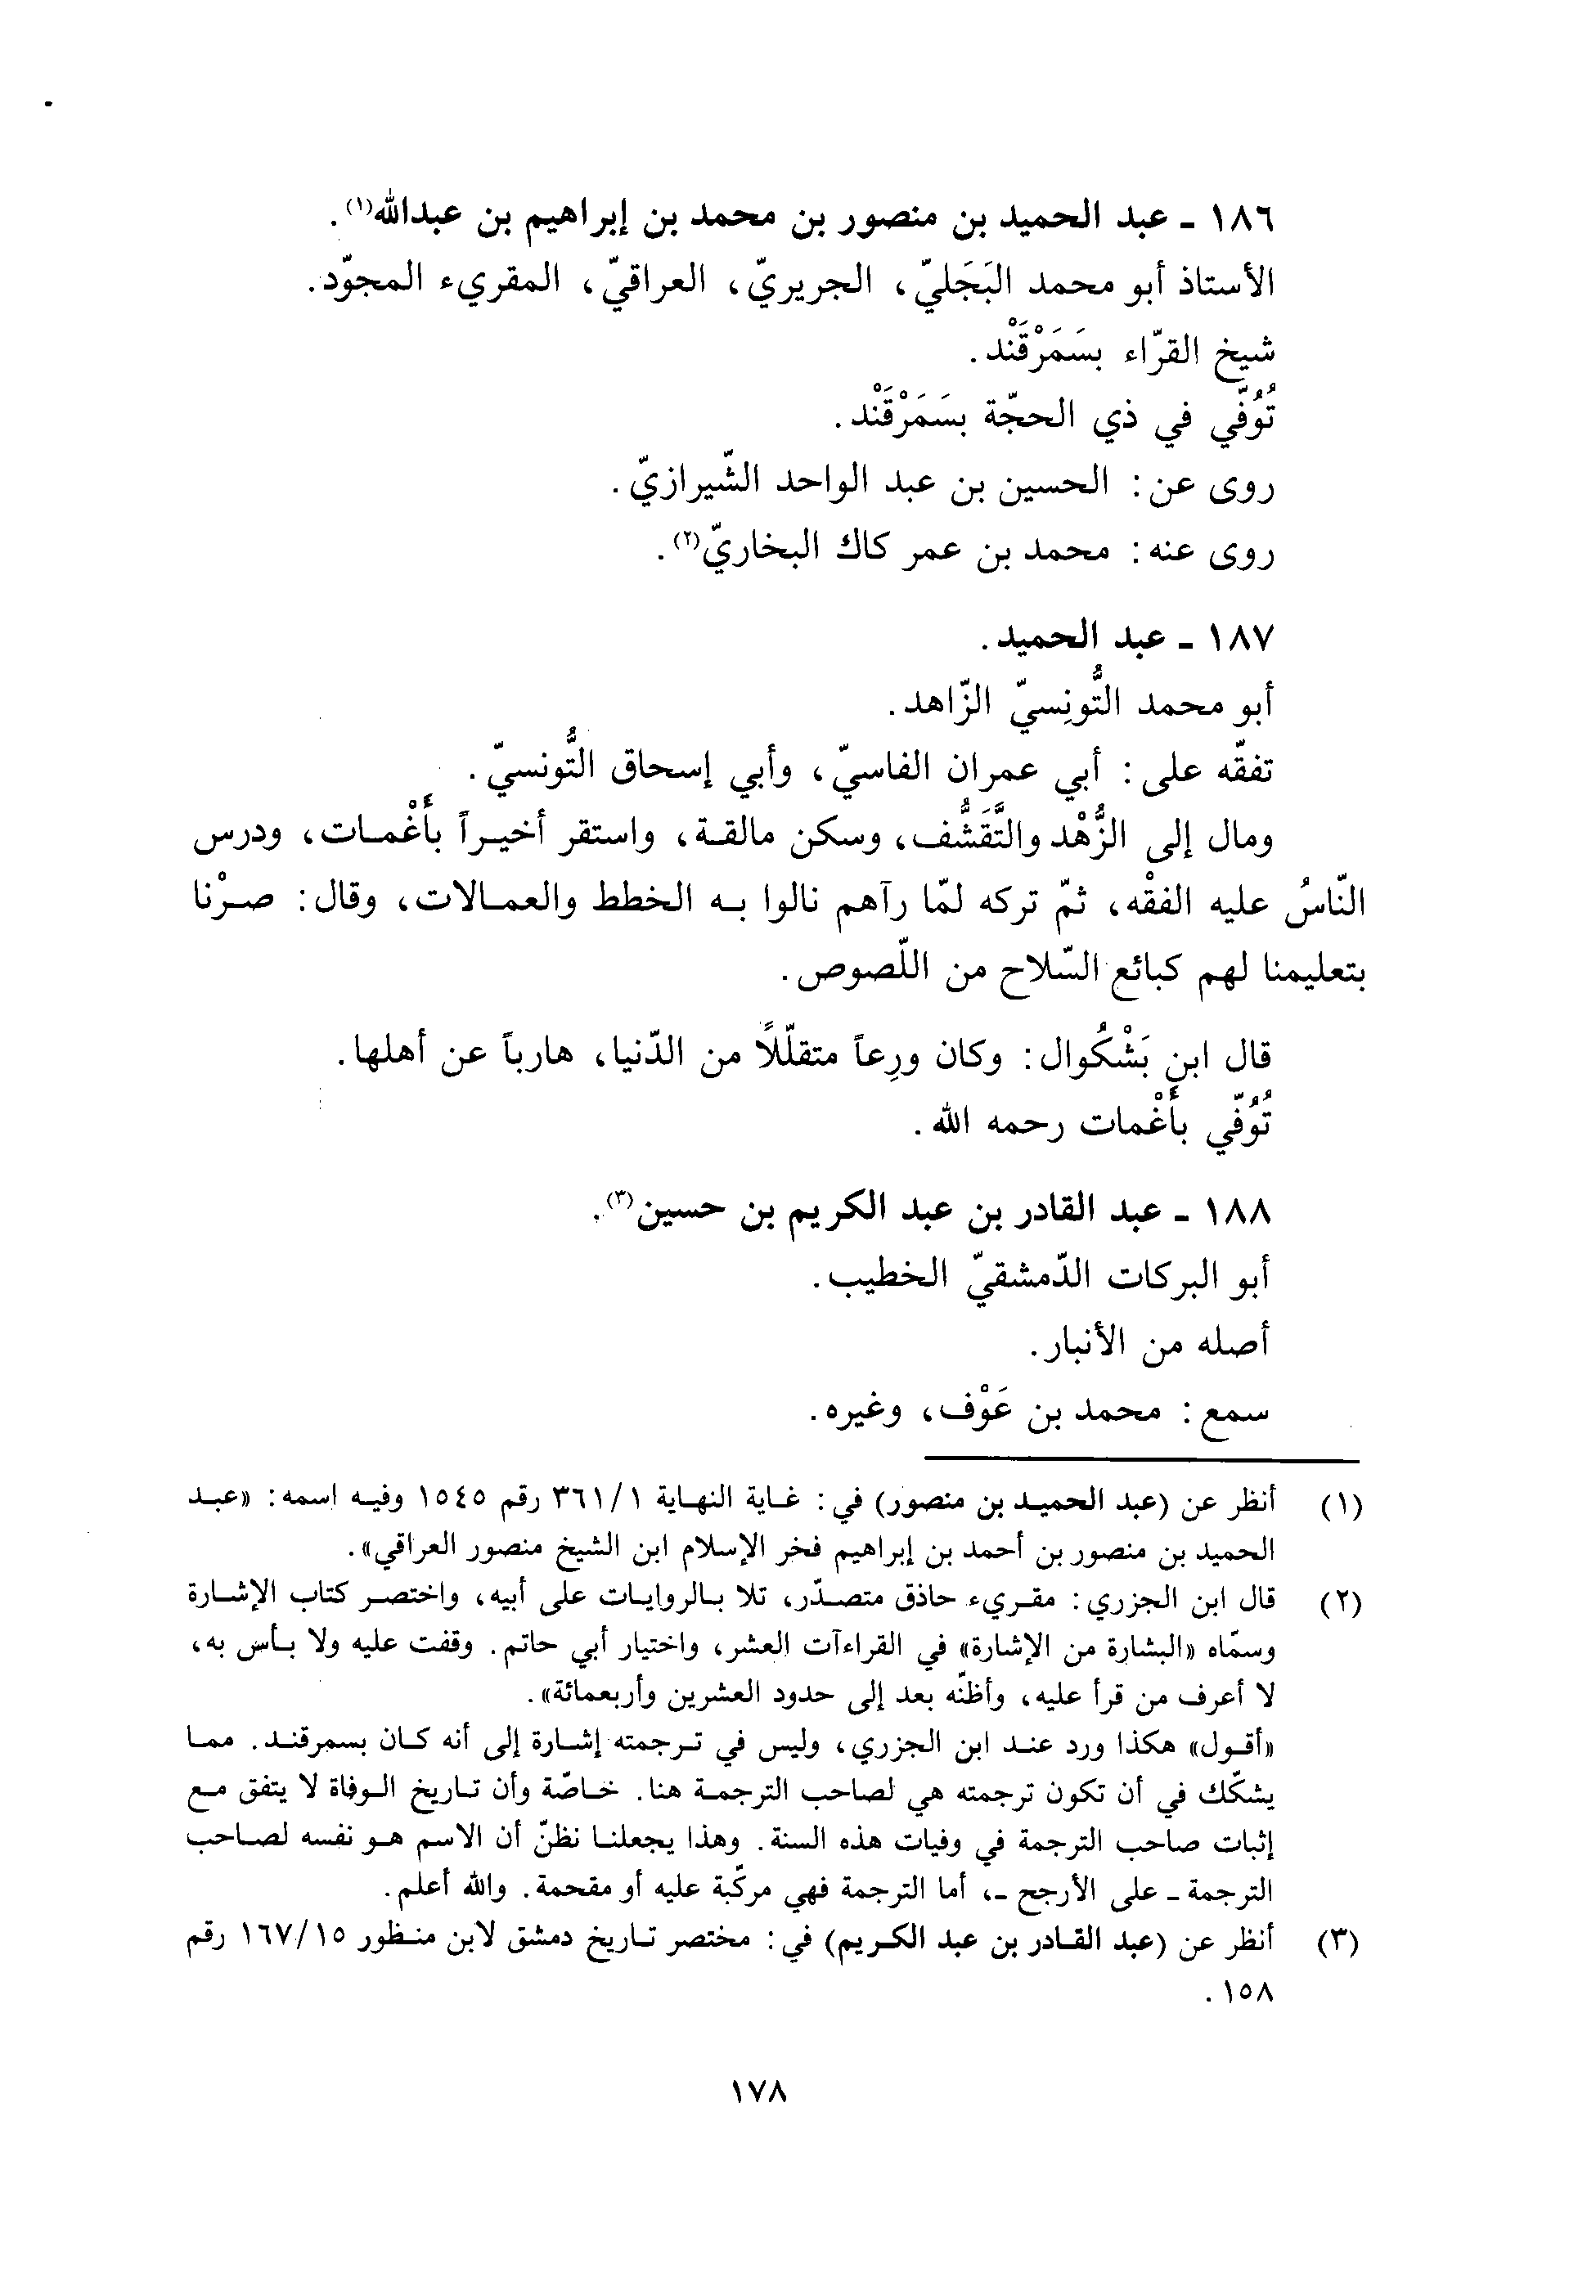 ١٨٦ - عبد الحميد بن منصور بن محمد بن إبراهيم بن عبدالله(١).
الأستاذ أبو محمد البَجَليّ، الجريريّ، العراقيّ، المقريء المجوّد.
شيخ القرّاء بسَمَرْقَنْد.
تُوُفّي في ذي الحجّة بسَمَرْقَنْد.
روى عن: الحسين بن عبد الواحد الشّيرازيّ.
روى عنه: محمد بن عمر كاك البخاريّ(٢).
١٨٧ - عبد الحميد.
أبو محمد التُّونِسيّ الزّاهد.
تفقّه على: أبي عمران الفاسيّ، وأبي إسحاق التُّونسيّ.
ومال إلى الزُّهْد والتَّقَشُّف، وسكن مالقة، واستقر أخيراً بأَغْمات، ودرس
النّاسُ عليه الفقْه، ثمّ تركه لمّا رآهم نالوا به الخطط والعمالات، وقال: صرْنا
بتعليمنا لهم كبائع السّلاح من اللّصوص.
قال ابن بَشْكُوال: وكان ورِعاً متقلّلاً من الدّنيا، هارباً عن أهلها.
تُوُفّي بأَغْمات رحمه الله.
١٨٨ - عبد القادر بن عبد الكريم بن حسين(٣).
أبو البركات الدّمشقيّ الخطيب.
أصله من الأنبار.
سمع: محمد بن عَوْف، وغيره.
(١) أنظر عن (عبد الحميد بن منصور) في: غاية النهاية ٣٦١/١ رقم ١٥٤٥ وفيه اسمه: «عبد
الحميد بن منصور بن أحمد بن إبراهيم فخر الإسلام ابن الشيخ منصور العراقي».
(٢) قال ابن الجزري: مقريء حاذق متصدّر، تلا بالروايات على أبيه، واختصر كتاب الإشارة
وسمّاه «البشارة من الإشارة» في القراءآت العشر، واختيار أبي حاتم. وقفت عليه ولا بأس به،
لا أعرف من قرأ عليه، وأظنّه بعد إلى حدود العشرين وأربعمائة».
«أقول» هكذا ورد عند ابن الجزري، وليس في ترجمته إشارة إلى أنه كان بسمرقند. مما
يشكّك في أن تكون ترجمته هي لصاحب الترجمة هنا. خاصّة وأن تاريخ الوفاة لا يتفق مع
إثبات صاحب الترجمة في وفيات هذه السنة. وهذا يجعلنا نظنّ أن الاسم هو نفسه لصاحب
الترجمة - على الأرجح -، أما الترجمة فهي مركّبة عليه أو مقحمة. والله أعلم.
(٣) أنظر عن (عبد القادر بن عبد الكريم) في: مختصر تاريخ دمشق لابن منظور ١٦٧/١٥ رقم
١٥٨.
١٧٨